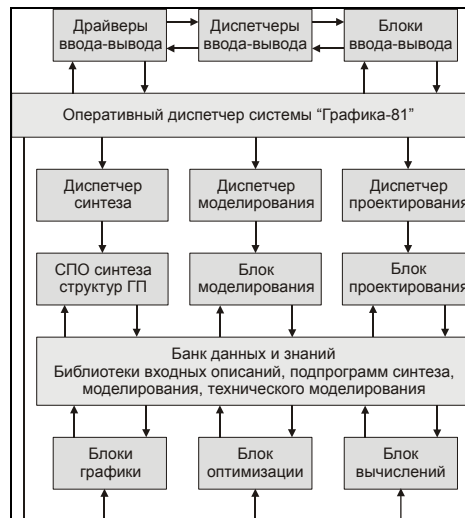 Драйверы
ввода-вывода
Диспетчеры
ввода-вывода
Блоки
ввода-вывода
Оперативный диспетчер системы “Графика-81”
Диспетчер
синтеза
Диспетчер
моделирования
Диспетчер
проектирования
СПО синтеза
структур ГП
Блок
моделирования
Блок
проектирования
Банк данных и знаний
Библиотеки входных описаний, подпрограмм синтеза,
моделирования, технического моделирования
Блоки
графики
Блок
оптимизации
Блок
вычислений